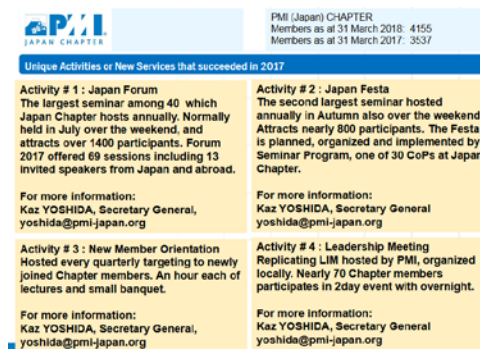 PMI
JAPAN CHAPTER
PMI (Japan) CHAPTER
Members as at 31 March 2018: 4155
Members as at 31 March 2017: 3537
Unique Activities or New Services that succeeded in 2017
Activity # 1 : Japan Forum
The largest seminar among 40 which
Japan Chapter hosts annually. Normally
held in July over the weekend, and
attracts over 1400 participants. Forum
2017 offered 69 sessions including 13
invited speakers from Japan and abroad.
For more information:
Kaz YOSHIDA, Secretary General,
yoshida@pmi-japan.org
Activity # 2 : Japan Festa
The second largest seminar hosted
annually in Autumn also over the weekend
Attracts nearly 800 participants. The Festa
is planned, organized and implemented by
Seminar Program, one of 30 CoPs at Japan
Chapter.
For more information:
Kaz YOSHIDA, Secretary General
yoshida@pmi-japan.org
Activity # 3 : New Member Orientation
Hosted every quarterly targeting to newly
joined Chapter members. An hour each of
lectures and small banquet.
For more information:
Kaz YOSHIDA, Secretary General,
yoshida@pmi-japan.org
Activity # 4 : Leadership Meeting
Replicating LIM hosted by PMI, organized
locally. Nearly 70 Chapter members
participates in 2day event with overnight.
For more information:
Kaz YOSHIDA, Secretary General
yoshida@pmi-japan.org